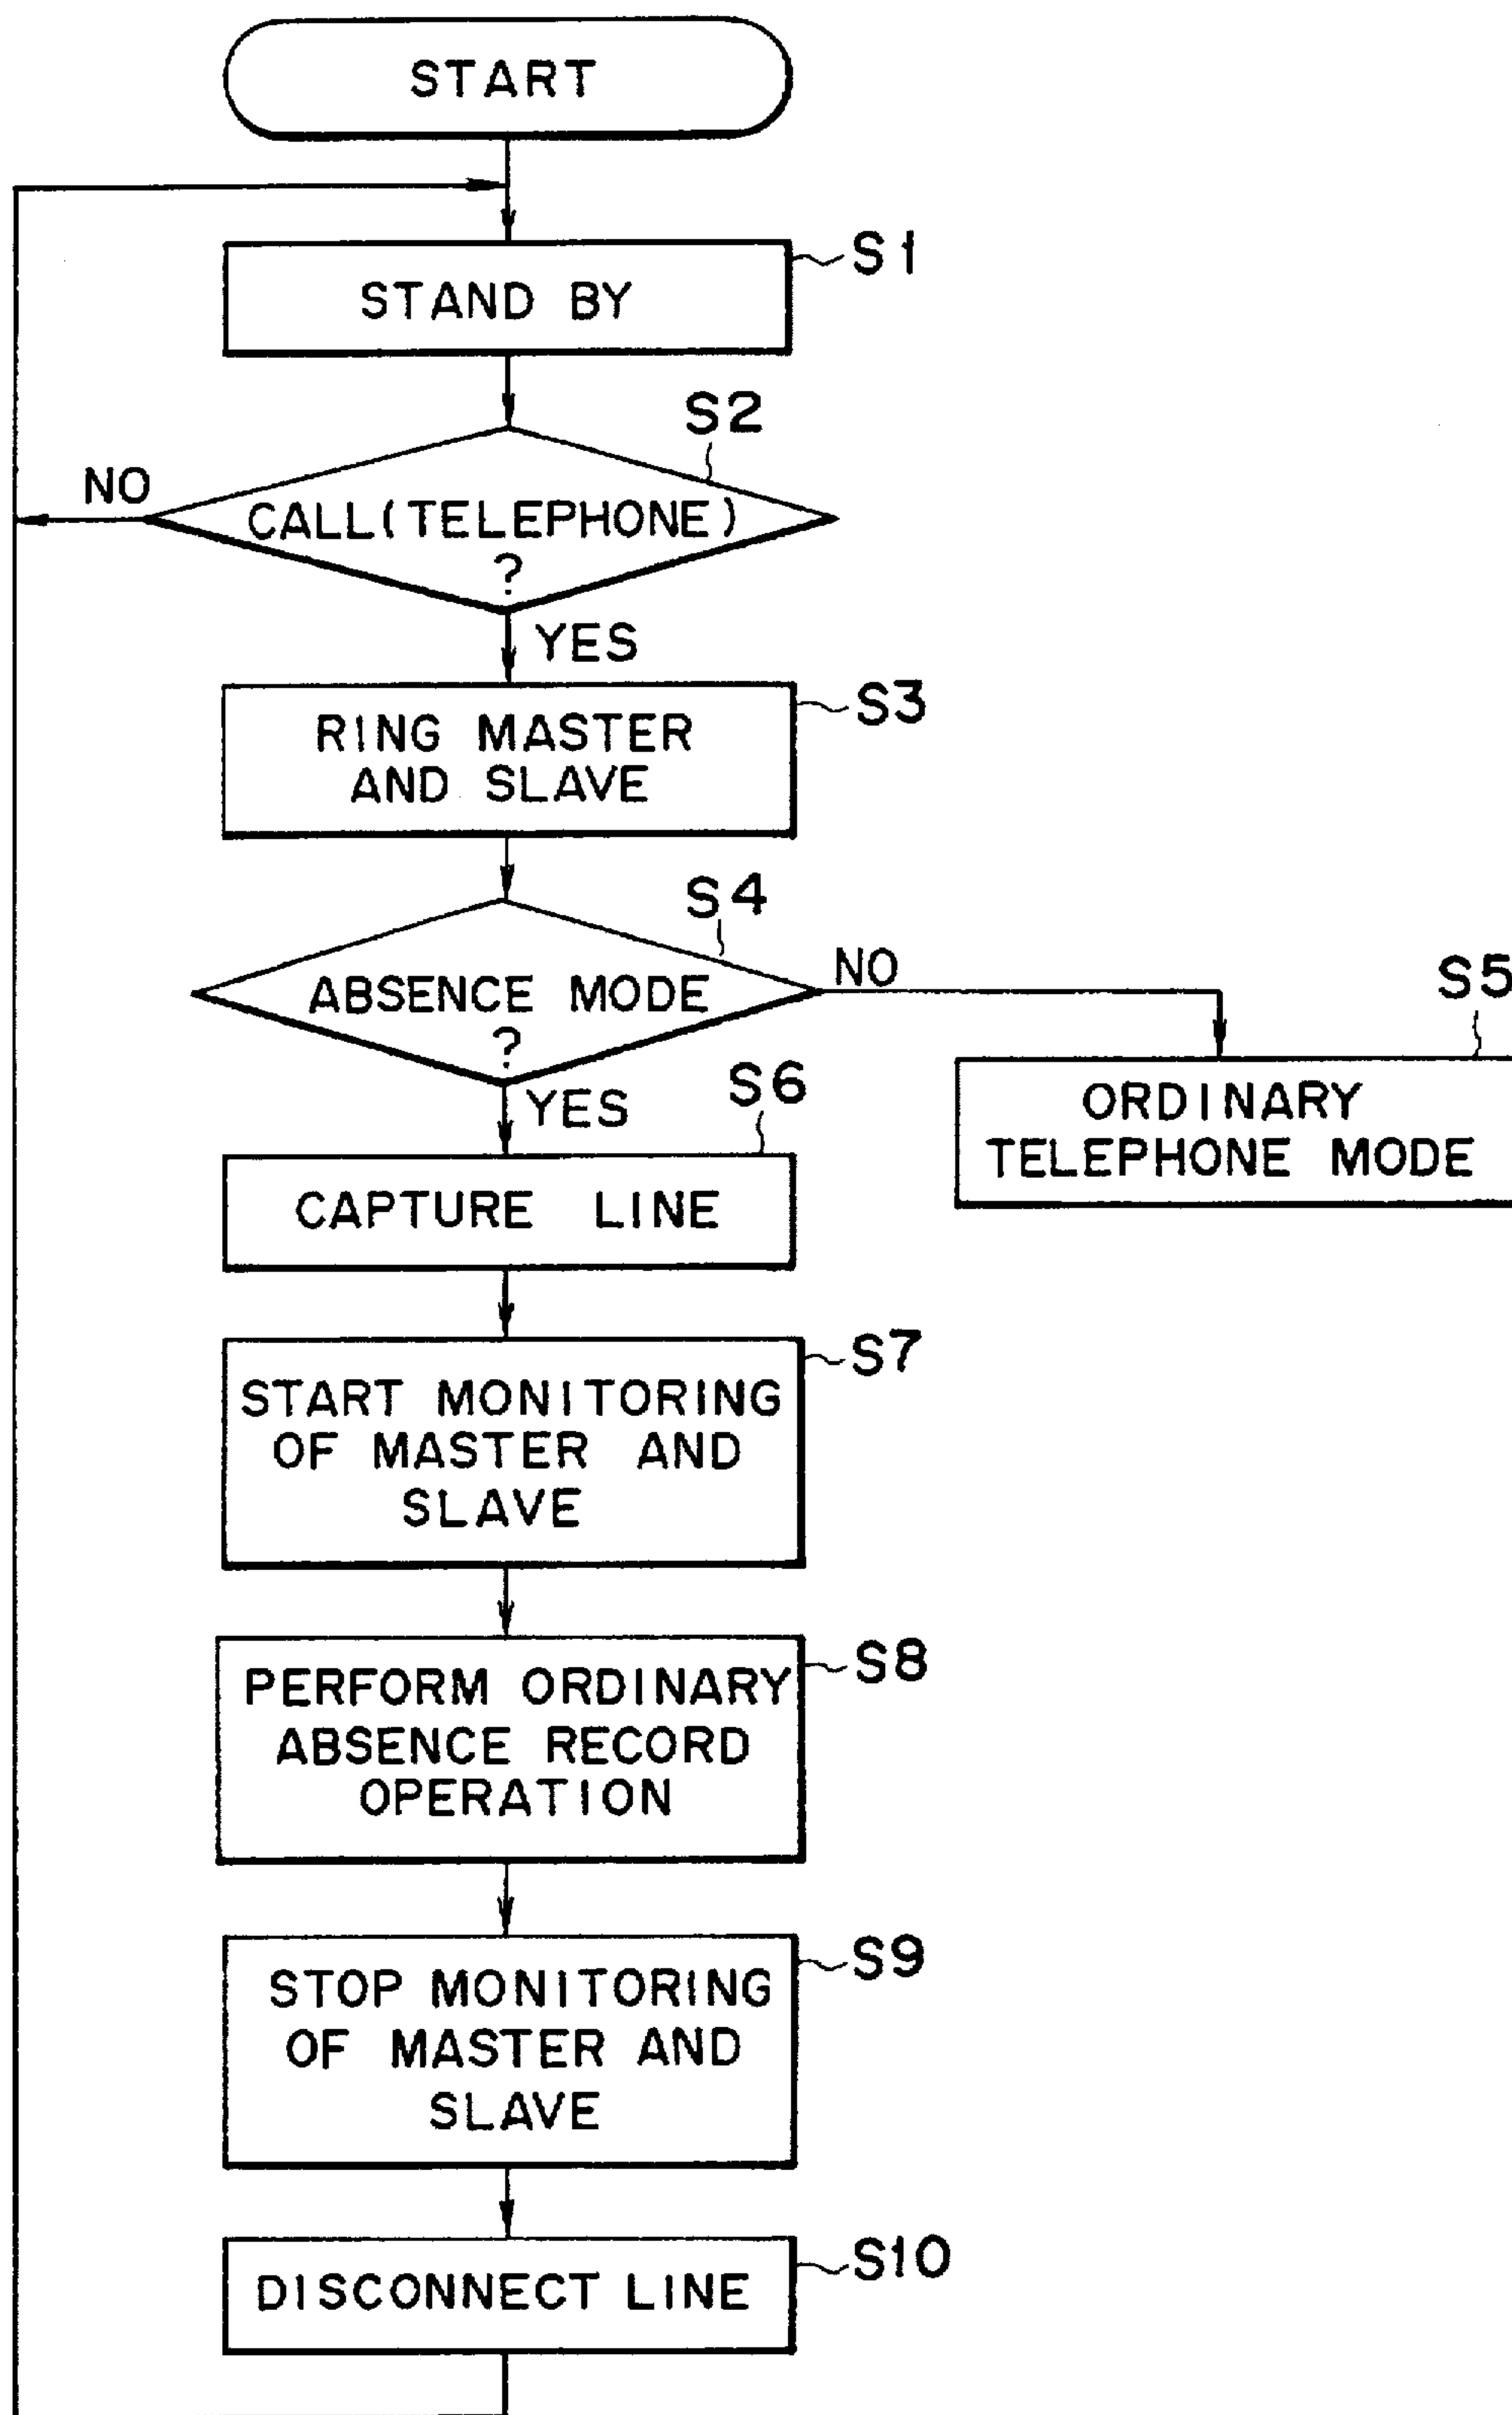 START
S1
STAND BY
S2
NO
CALL(TELEPHONE)
?
YES
S3
RING MASTER
AND SLAVE
S4
ABSENCE MODE
?
NO
S5
ORDINARY
TELEPHONE MODE
YES
S6
CAPTURE LINE
S7
START MONITORING
OF MASTER AND
SLAVE
S8
PERFORM ORDINARY
ABSENCE RECORD
OPERATION
S9
STOP MONITORING
OF MASTER AND
SLAVE
S10
DISCONNECT LINE